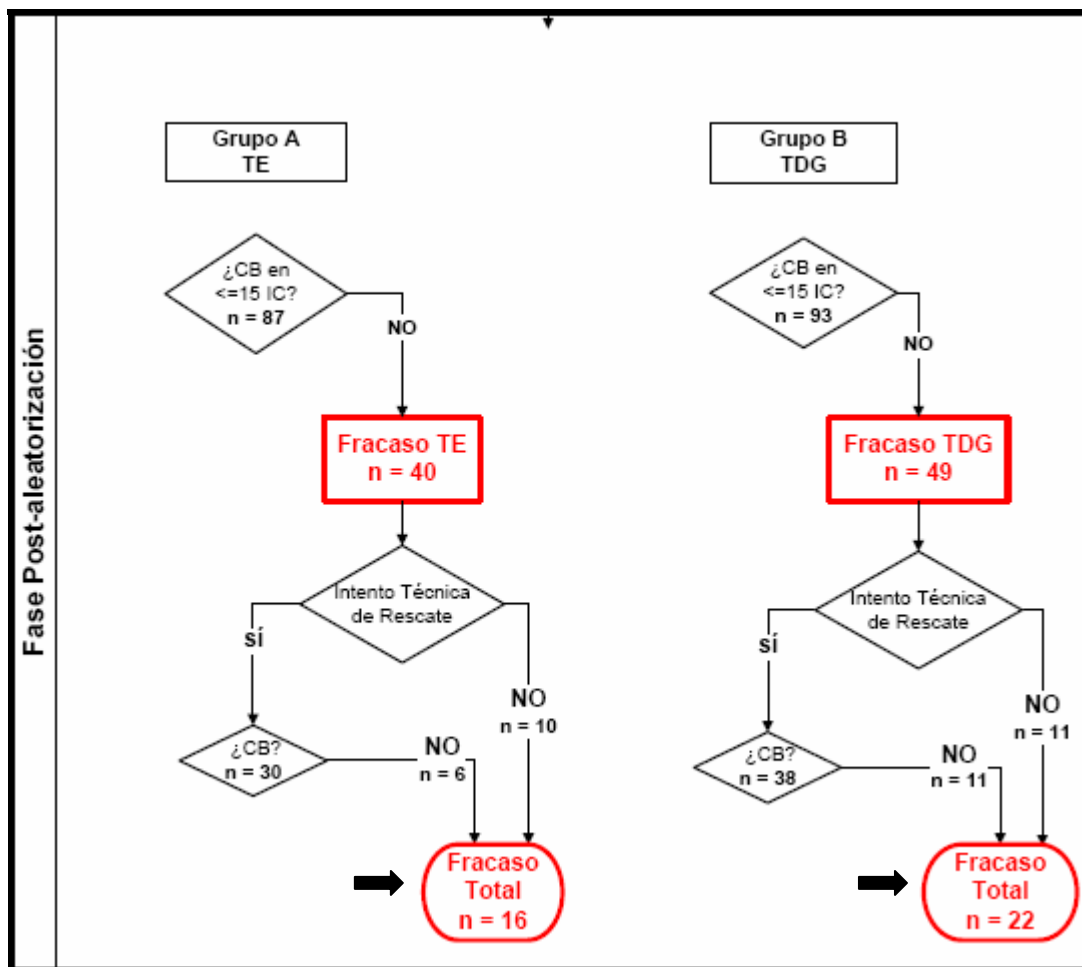 Fase Post-aleatorización
Grupo A
TE
¿CB en
<=15 IC?
n = 87
NO
Fracaso TE
n = 40
Intento Técnica
de Rescate
SÍ
NO
n = 10
¿CB?
n = 30
NO
n = 6
Fracaso
Total
n = 16
Grupo B
TDG
¿CB en
<=15 IC?
n = 93
NO
Fracaso TDG
n = 49
Intento Técnica
de Rescate
SÍ
NO
n = 11
¿CB?
n = 38
NO
n = 11
Fracaso
Total
n = 22